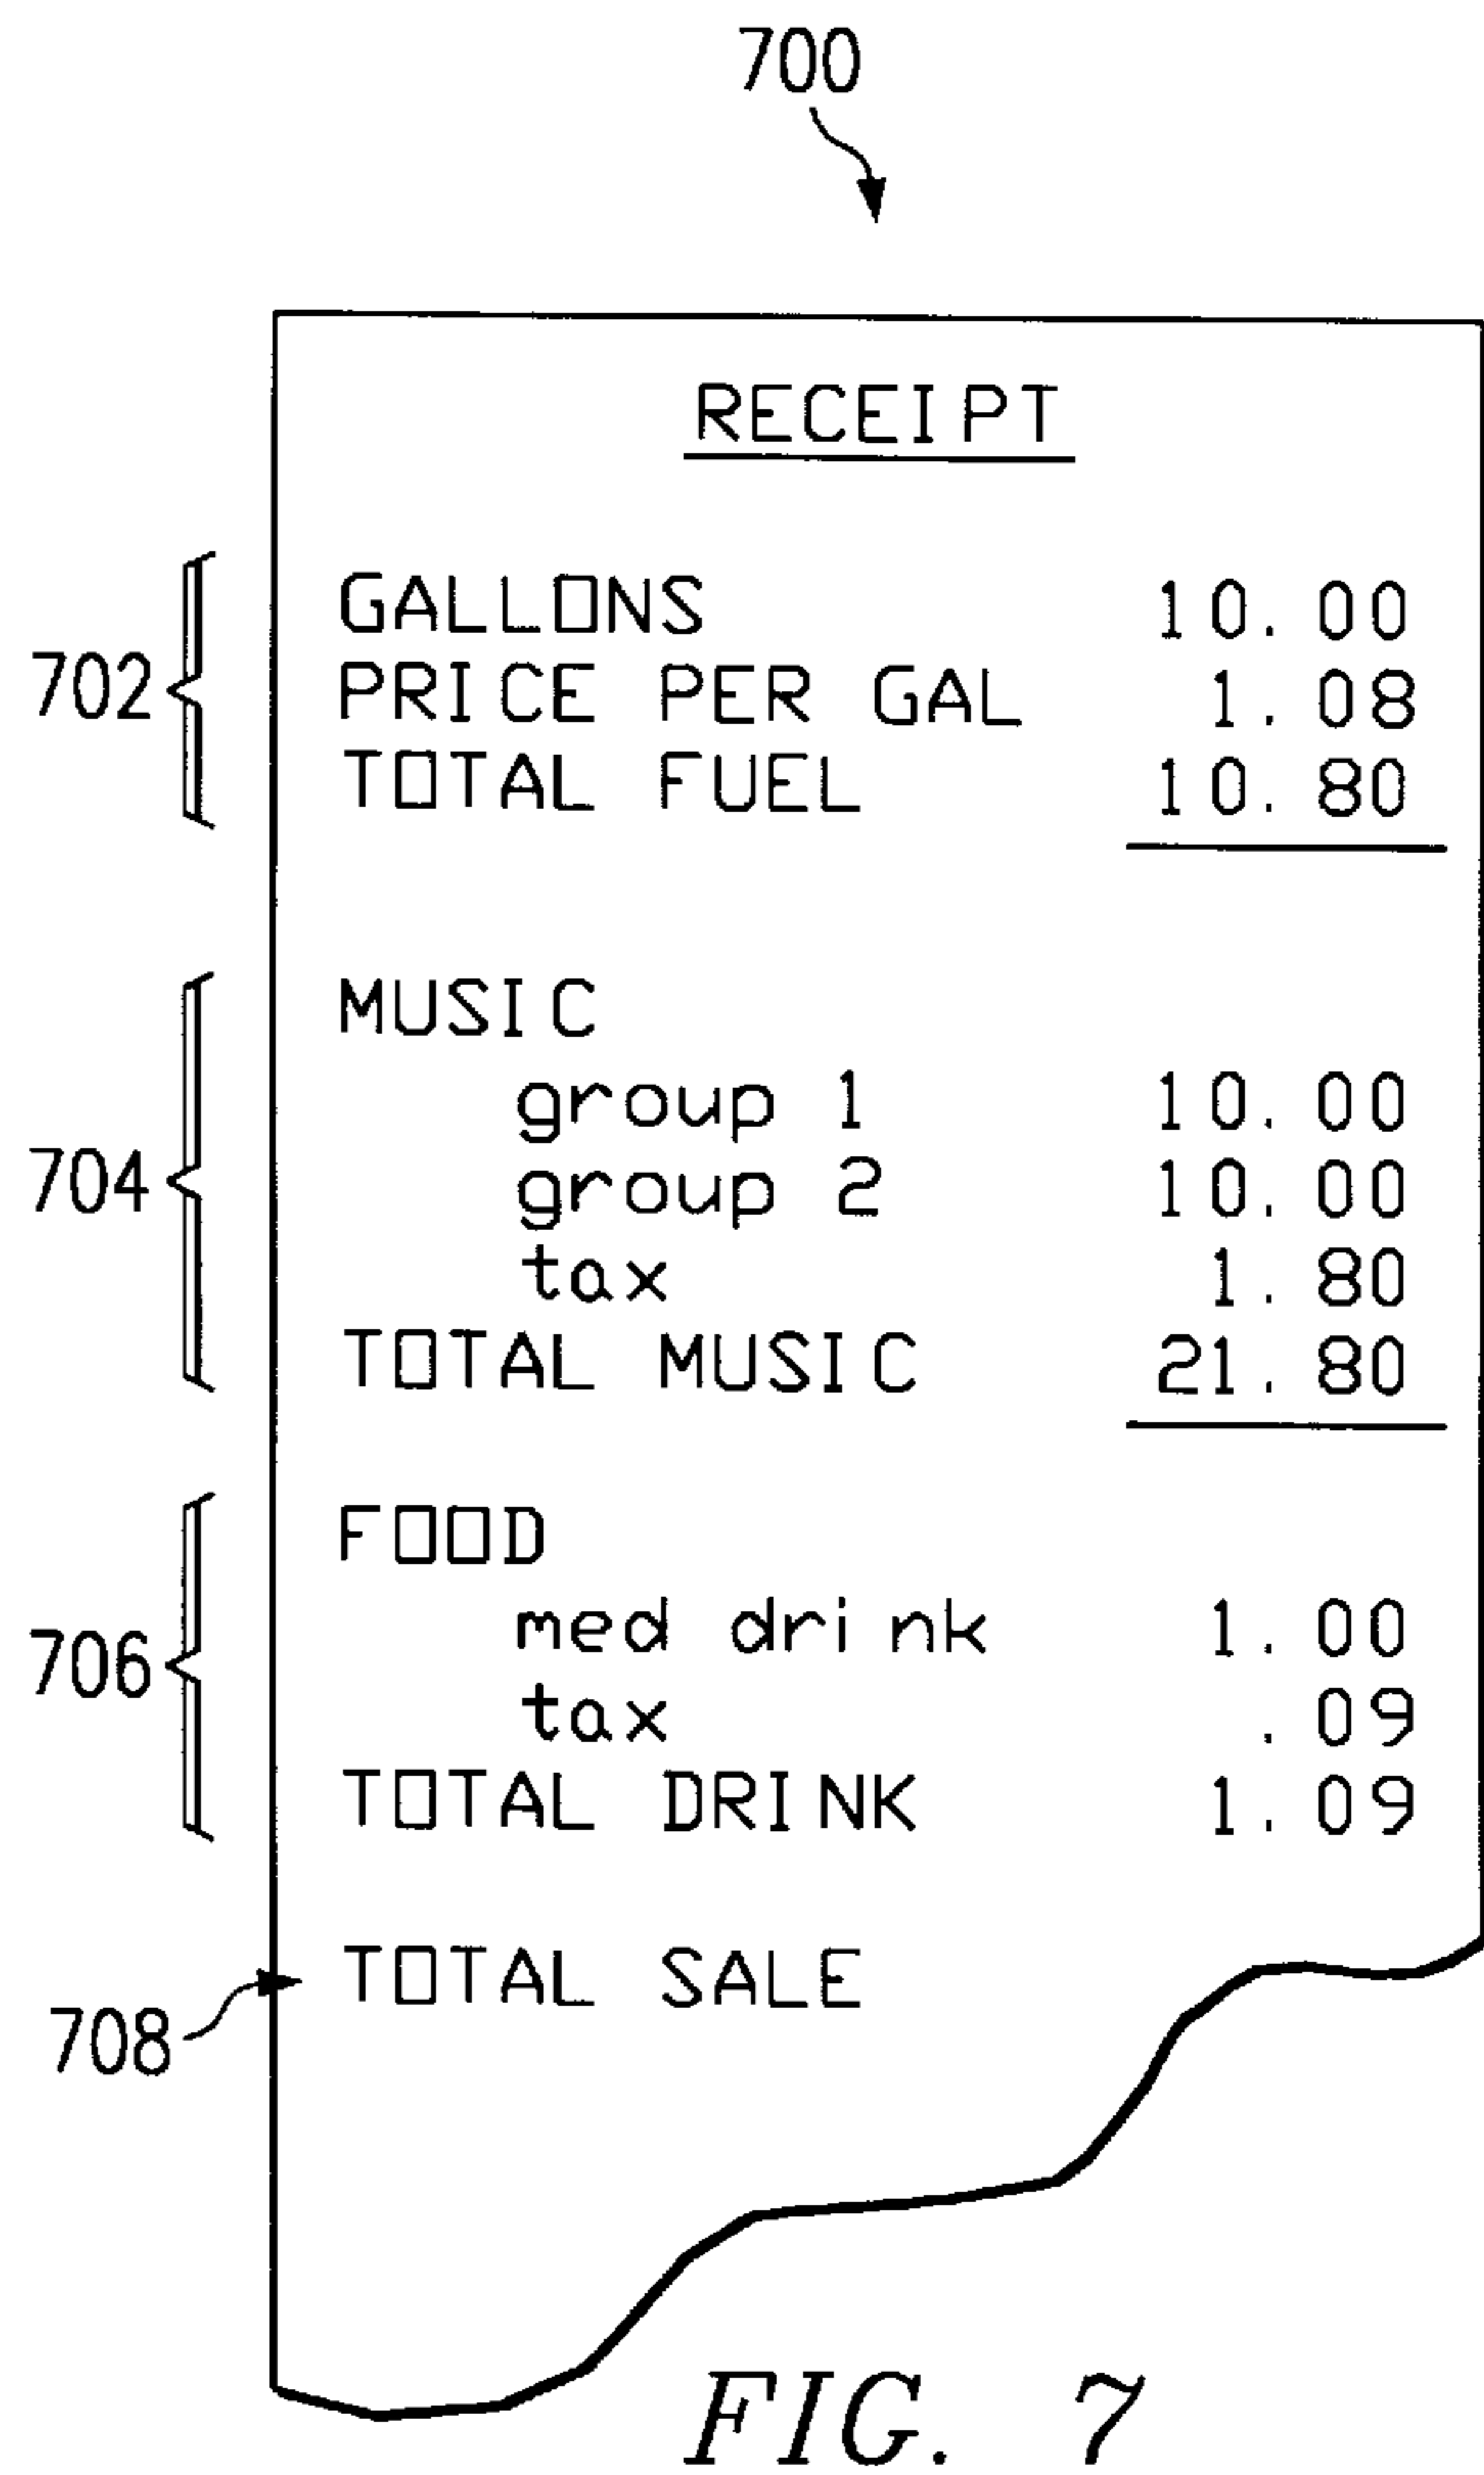 700
RECEIPT
GALLONS 10.00
702 PRICE PER GAL 1.08
TOTAL FUEL 10.80
MUSIC
group 1 10.00
704 group 2 10.00
tax 1.80
TOTAL MUSIC 21.80
FOOD
706 med drink 1.00
tax .09
TOTAL DRINK 1.09
TOTAL SALE
708
FIG. 7